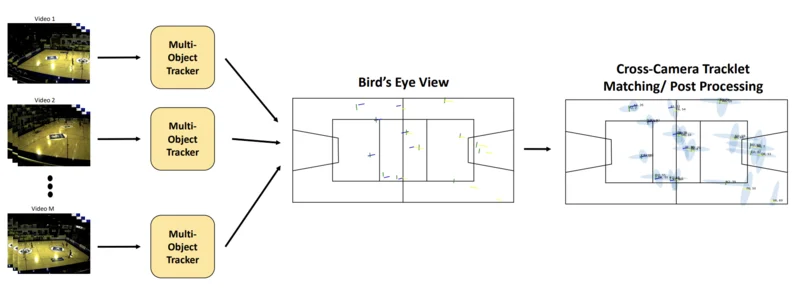 Video 1
Multi-
Object
Tracker
Video 2
Multi-
Object
Tracker
Video M
Multi-
Object
Tracker
Bird's Eye View
Cross-Camera Tracklet
Matching/ Post Processing